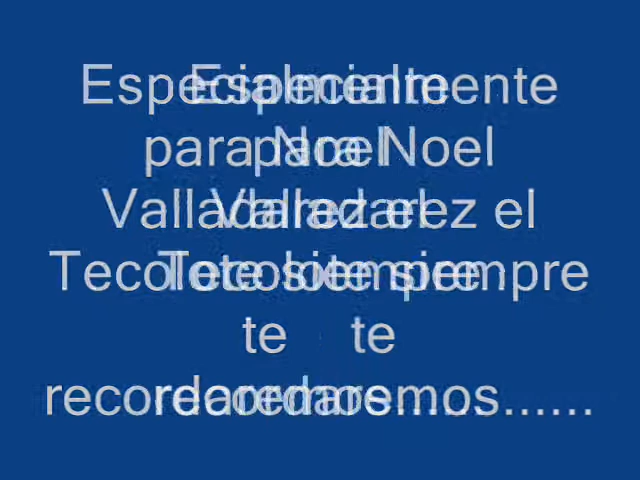 Especialmente
para Noel
Valladarez el
Tecolote siempre
te
recordaremos......